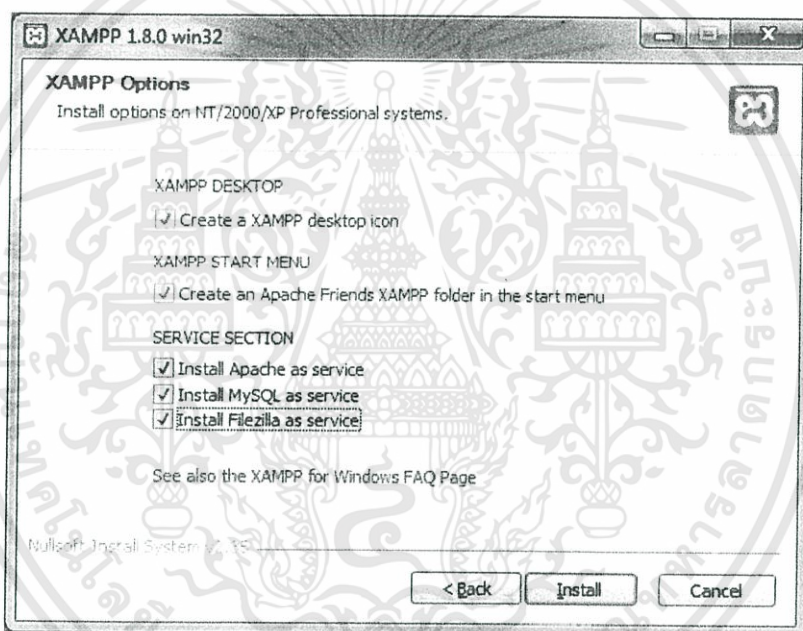 XAMPP 1.8.0 win32
XAMPP Options
Install options on NT/2000/XP Professional systems.
XAMPP DESKTOP
Create a XAMPP desktop icon
XAMPP START MENU
Create an Apache Friends XAMPP folder in the start menu
SERVICE SECTION
Install Apache as service
Install MySQL as service
Install Filezilla as service
See also the XAMPP for Windows FAQ Page
Nullsoft Install System
< Back
Install
Cancel